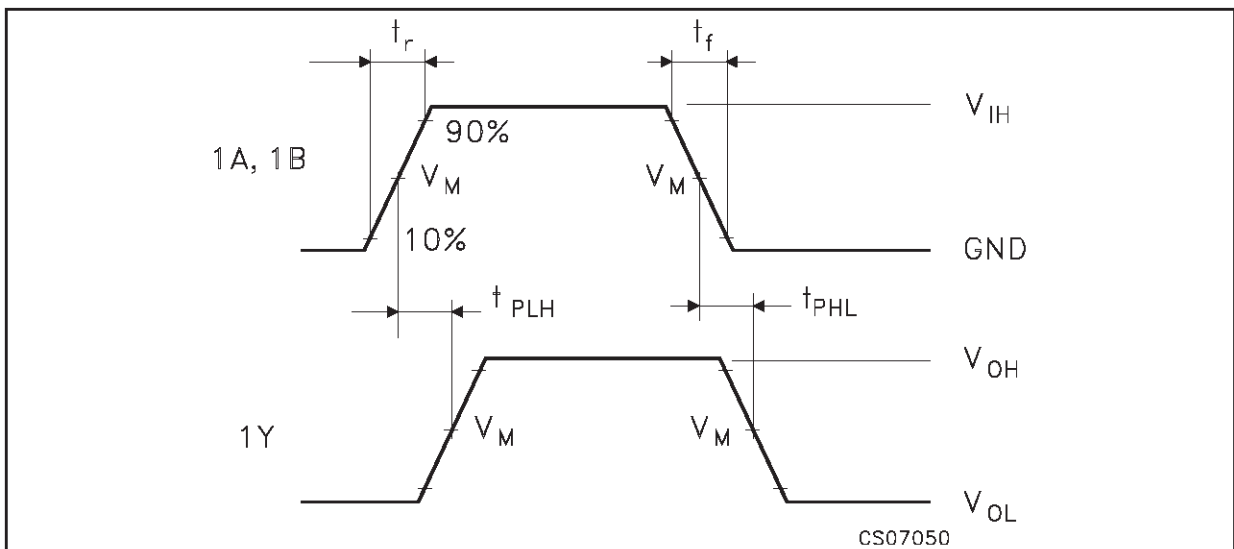 tr tf
VIH
90%
1A, 1B VM VM
10% GND
tPLH tPHL
VOH
1Y VM VM
VOL
CS07050